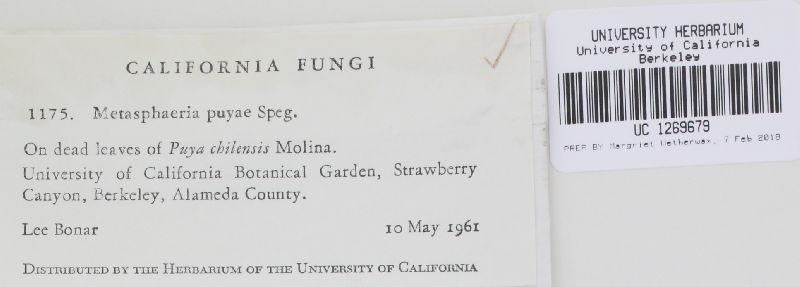 CALIFORNIA FUNGI
1175. Metasphaeria puyae Speg.
On dead leaves of Puya chilensis Molina.
University of California Botanical Garden, Strawberry
Canyon, Berkeley, Alameda County.
Lee Bonar 10 May 1961
DISTRIBUTED BY THE HERBARIUM OF THE UNIVERSITY OF CALIFORNIA
UNIVERSITY HERBARIUM
University of California
Berkeley
UC 1269679
PREP BY Margriet Wetherwax, 7 Feb 2018